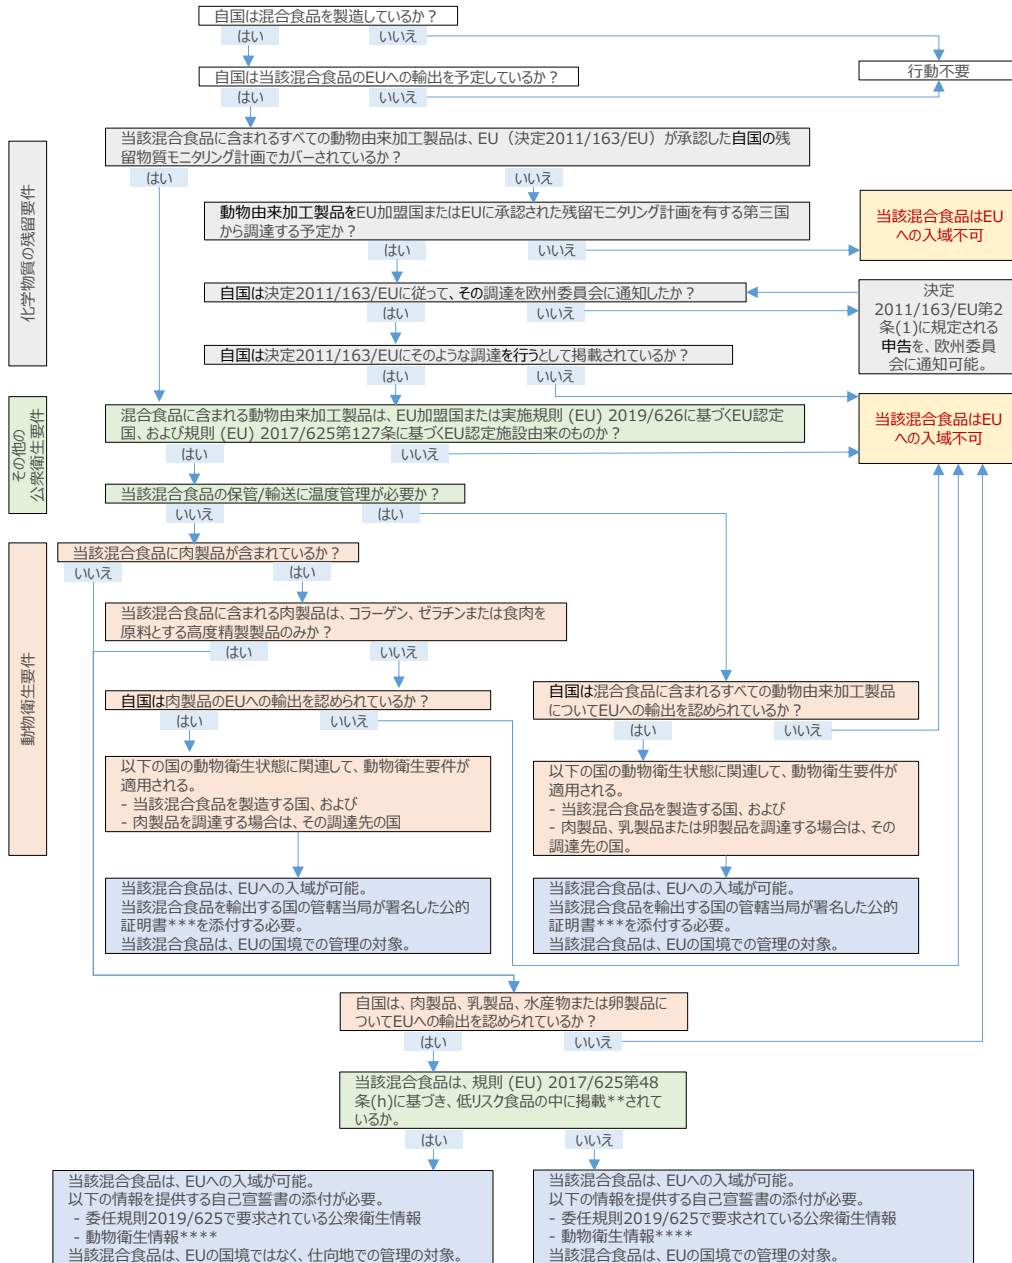 自国は混合食品を製造しているか？
はい
いいえ
自国は当該混合食品のEUへの輸出を予定しているか？
行動不要
はい
いいえ
当該混合食品に含まれるすべての動物由来加工製品は、EU（決定2011/163/EU）が承認した自国の残
留物質モニタリング計画でカバーされているか？
はい
いいえ
化学物質の残留要件
動物由来加工製品をEU加盟国またはEUに承認された残留モニタリング計画を有する第三国
から調達する予定か？
当該混合食品はEU
への入域不可
はい
いいえ
自国は決定2011/163/EUに従って、その調達を欧州委員会に通知したか？
決定
2011/163/EU第2
条(1)に規定される
申告を、欧州委員
会に通知可能。
はい
いいえ
自国は決定2011/163/EUにそのような調達を行うとして掲載されているか？
はい
いいえ
その他の
公衆衛生要件
混合食品に含まれる動物由来加工製品は、EU加盟国または実施規則 (EU) 2019/626に基づくEU認定
国、および規則 (EU) 2017/625第127条に基づくEU認定施設由来のものか？
当該混合食品はEU
への入域不可
はい
いいえ
当該混合食品の保管/輸送に温度管理が必要か？
いいえ
はい
動物衛生要件
当該混合食品に肉製品が含まれているか？
いいえ
はい
当該混合食品に含まれる肉製品は、コラーゲン、ゼラチンまたは食肉を
原料とする高度精製製品のみか？
はい
いいえ
自国は肉製品のEUへの輸出を認められているか？
はい
いいえ
自国は混合食品に含まれるすべての動物由来加工製品
についてEUへの輸出を認められているか？
はい
いいえ
以下の国の動物衛生状態に関連して、動物衛生要件が
適用される。
- 当該混合食品を製造する国、および
- 肉製品を調達する場合は、その調達先の国
以下の国の動物衛生状態に関連して、動物衛生要件が
適用される。
- 当該混合食品を製造する国、および
- 肉製品、乳製品または卵製品を調達する場合は、その
調達先の国。
当該混合食品は、EUへの入域が可能。
当該混合食品を輸出する国の管轄当局が署名した公的
証明書***を添付する必要。
当該混合食品は、EUの国境での管理の対象。
当該混合食品は、EUへの入域が可能。
当該混合食品を輸出する国の管轄当局が署名した公的
証明書***を添付する必要。
当該混合食品は、EUの国境での管理の対象。
自国は、肉製品、乳製品、水産物または卵製品に
ついてEUへの輸出を認められているか？
はい
いいえ
当該混合食品は、規則 (EU) 2017/625第48
条(h)に基づき、低リスク食品の中に掲載**されて
いるか。
はい
いいえ
当該混合食品は、EUへの入域が可能。
以下の情報を提供する自己宣誓書の添付が必要。
- 委任規則2019/625で要求されている公衆衛生情報
- 動物衛生情報****
当該混合食品は、EUの国境ではなく、仕向地での管理の対象。
当該混合食品は、EUへの入域が可能。
以下の情報を提供する自己宣誓書の添付が必要。
- 委任規則2019/625で要求されている公衆衛生情報
- 動物衛生情報****
当該混合食品は、EUの国境での管理の対象。